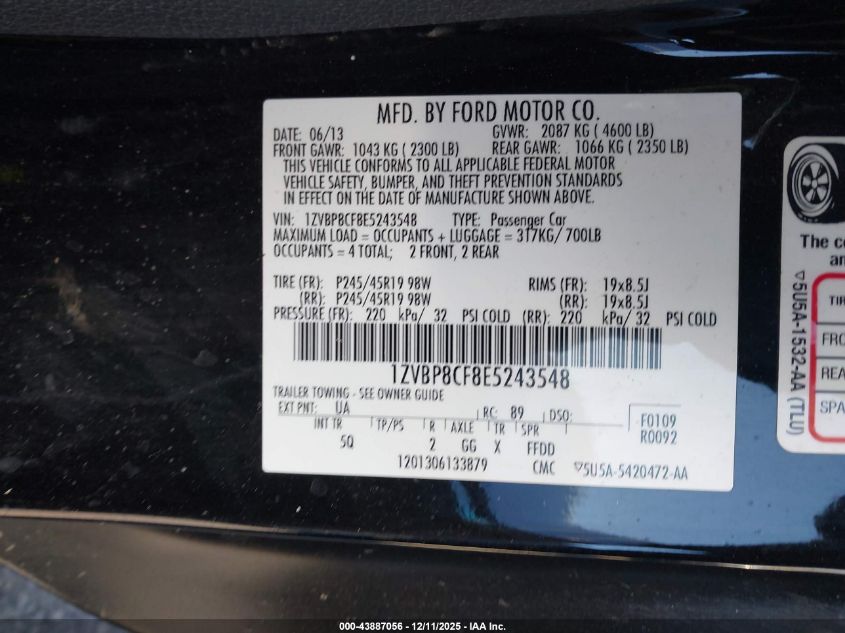 MFD. BY FORD MOTOR CO.
DATE: 06/13 GVWR: 2087 KG ( 4600 LB)
FRONT GAWR: 1043 KG ( 2300 LB) REAR GAWR: 1066 KG ( 2350 LB)
THIS VEHICLE CONFORMS TO ALL APPLICABLE FEDERAL MOTOR
VEHICLE SAFETY, BUMPER, AND THEFT PREVENTION STANDARDS
IN EFFECT ON THE DATE OF MANUFACTURE SHOWN ABOVE.
VIN: 1ZVBP8CF8E5243548 TYPE: Passenger Car
MAXIMUM LOAD = OCCUPANTS + LUGGAGE = 317KG/ 700LB
OCCUPANTS = 4 TOTAL; 2 FRONT, 2 REAR
TIRE (FR): P245/45R19 98W RIMS (FR): 19x8.5J
(RR): P245/45R19 98W (RR): 19x8.5J
PRESSURE (FR): 220 kPa/ 32 PSI COLD (RR): 220 kPa/ 32 PSI COLD
1ZVBP8CF8E5243548
TRAILER TOWING - SEE OWNER GUIDE
EXT PNT: UA RC: 89 DSO:
INT TR TP/PS R AXLE TR SPR F0109
5Q 2 GG X FFDD R0092
1201306133879 CMC ▽5U5A-5420472-AA
The co
an
TIR
FRO
REA
SPA
▽5U5A-1532-AA (TLU)
000-43887056 - 12/11/2025 - IAA Inc.